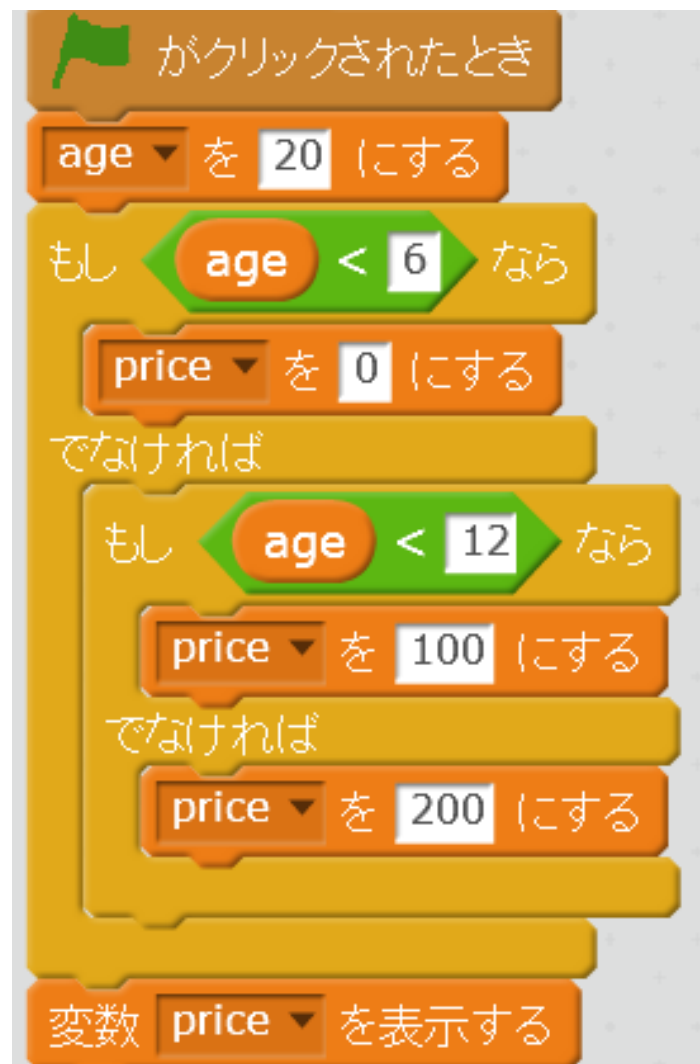 がクリックされたとき
age を 20 にする
もし age < 6 なら
price を 0 にする
でなければ
もし age < 12 なら
price を 100 にする
でなければ
price を 200 にする
変数 price を表示する